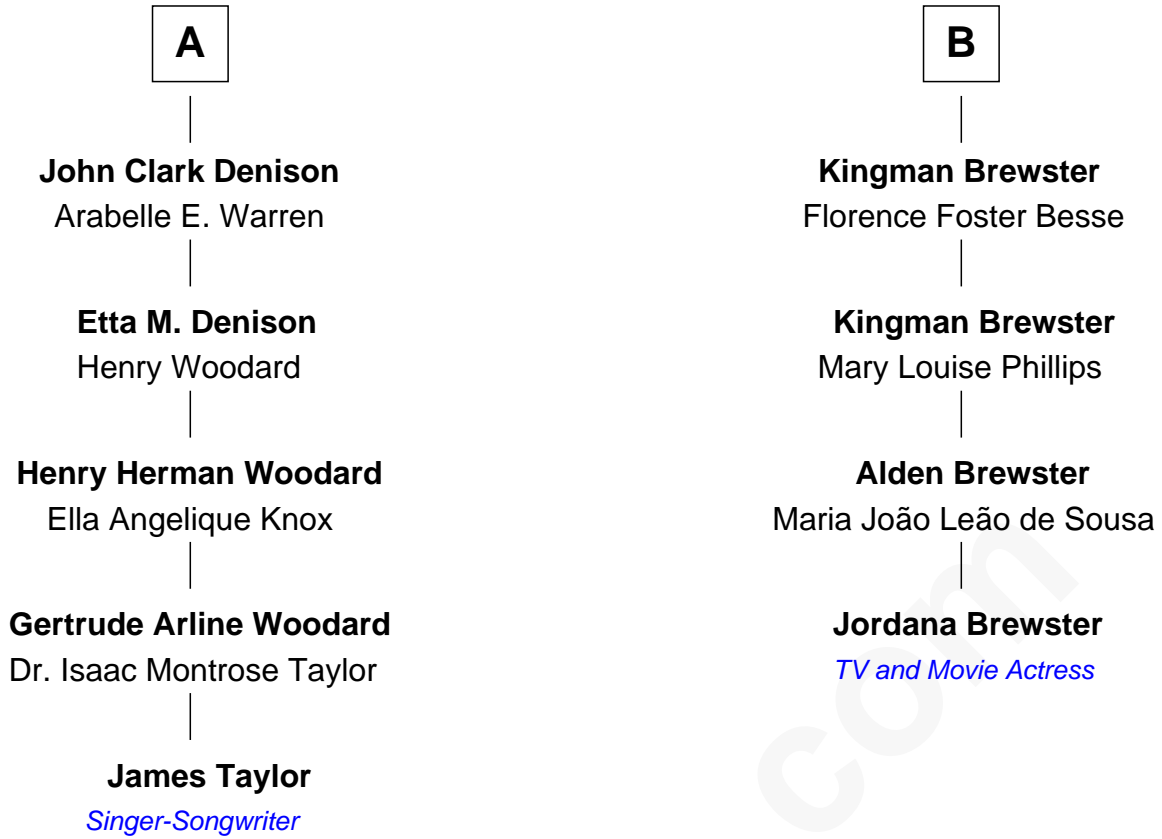 A
John Clark Denison
Arabelle E. Warren
Etta M. Denison
Henry Woodard
Henry Herman Woodard
Ella Angelique Knox
Gertrude Arline Woodard
Dr. Isaac Montrose Taylor
James Taylor
Singer-Songwriter
B
Kingman Brewster
Florence Foster Besse
Kingman Brewster
Mary Louise Phillips
Alden Brewster
Maria João Leão de Sousa
Jordana Brewster
TV and Movie Actress
com